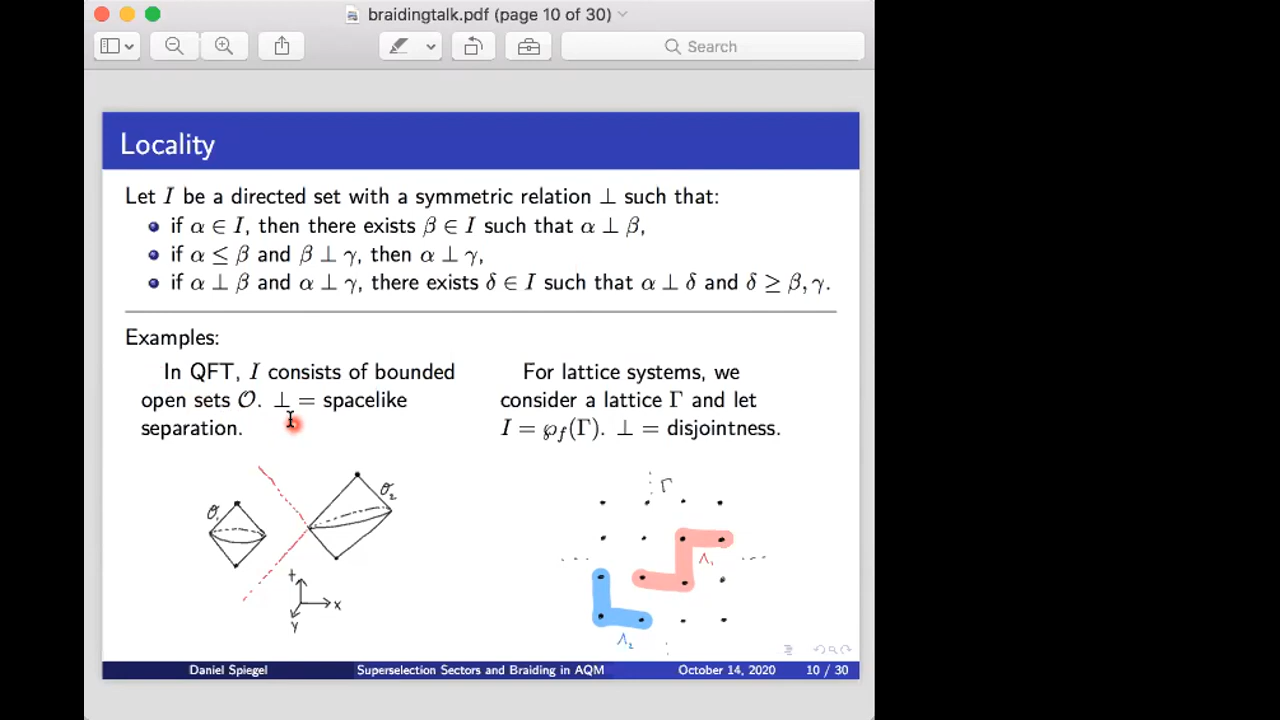 braidingtalk.pdf (page 10 of 30)
Search
Locality
Let I be a directed set with a symmetric relation ⊥ such that:
if α ∈ I, then there exists β ∈ I such that α ⊥ β,
if α ≤ β and β ⊥ γ, then α ⊥ γ,
if α ⊥ β and α ⊥ γ, there exists δ ∈ I such that α ⊥ δ and δ ≥ β, γ.
Examples:
In QFT, I consists of bounded
open sets O. ⊥ = spacelike
separation.
For lattice systems, we
consider a lattice Γ and let
I = ℘f(Γ). ⊥ = disjointness.
O1
O2
t
x
y
Γ
Λ1
Λ2
Daniel Spiegel
Superselection Sectors and Braiding in AQM
October 14, 2020
10 / 30